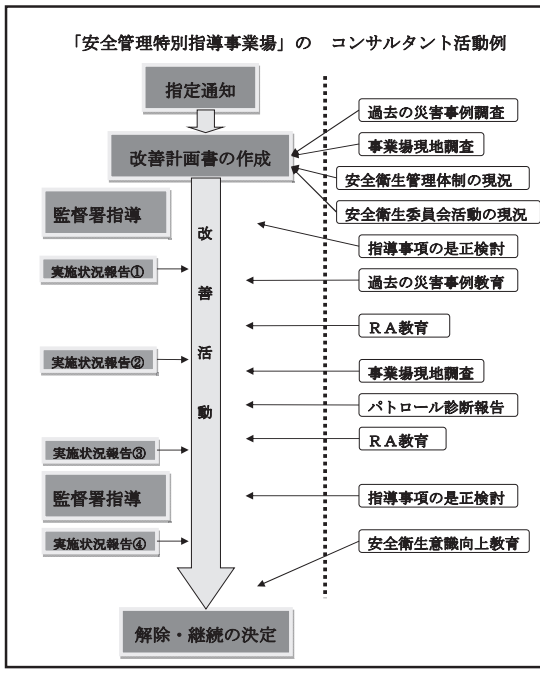 「安全管理特別指導事業場」の　コンサルタント活動例
指定通知
過去の災害事例調査
事業場現地調査
改善計画書の作成
安全衛生管理体制の現況
安全衛生委員会活動の現況
監督署指導
改善活動
指導事項の是正検討
実施状況報告①
過去の災害事例教育
ＲＡ教育
実施状況報告②
事業場現地調査
パトロール診断報告
ＲＡ教育
実施状況報告③
監督署指導
指導事項の是正検討
実施状況報告④
安全衛生意識向上教育
解除・継続の決定